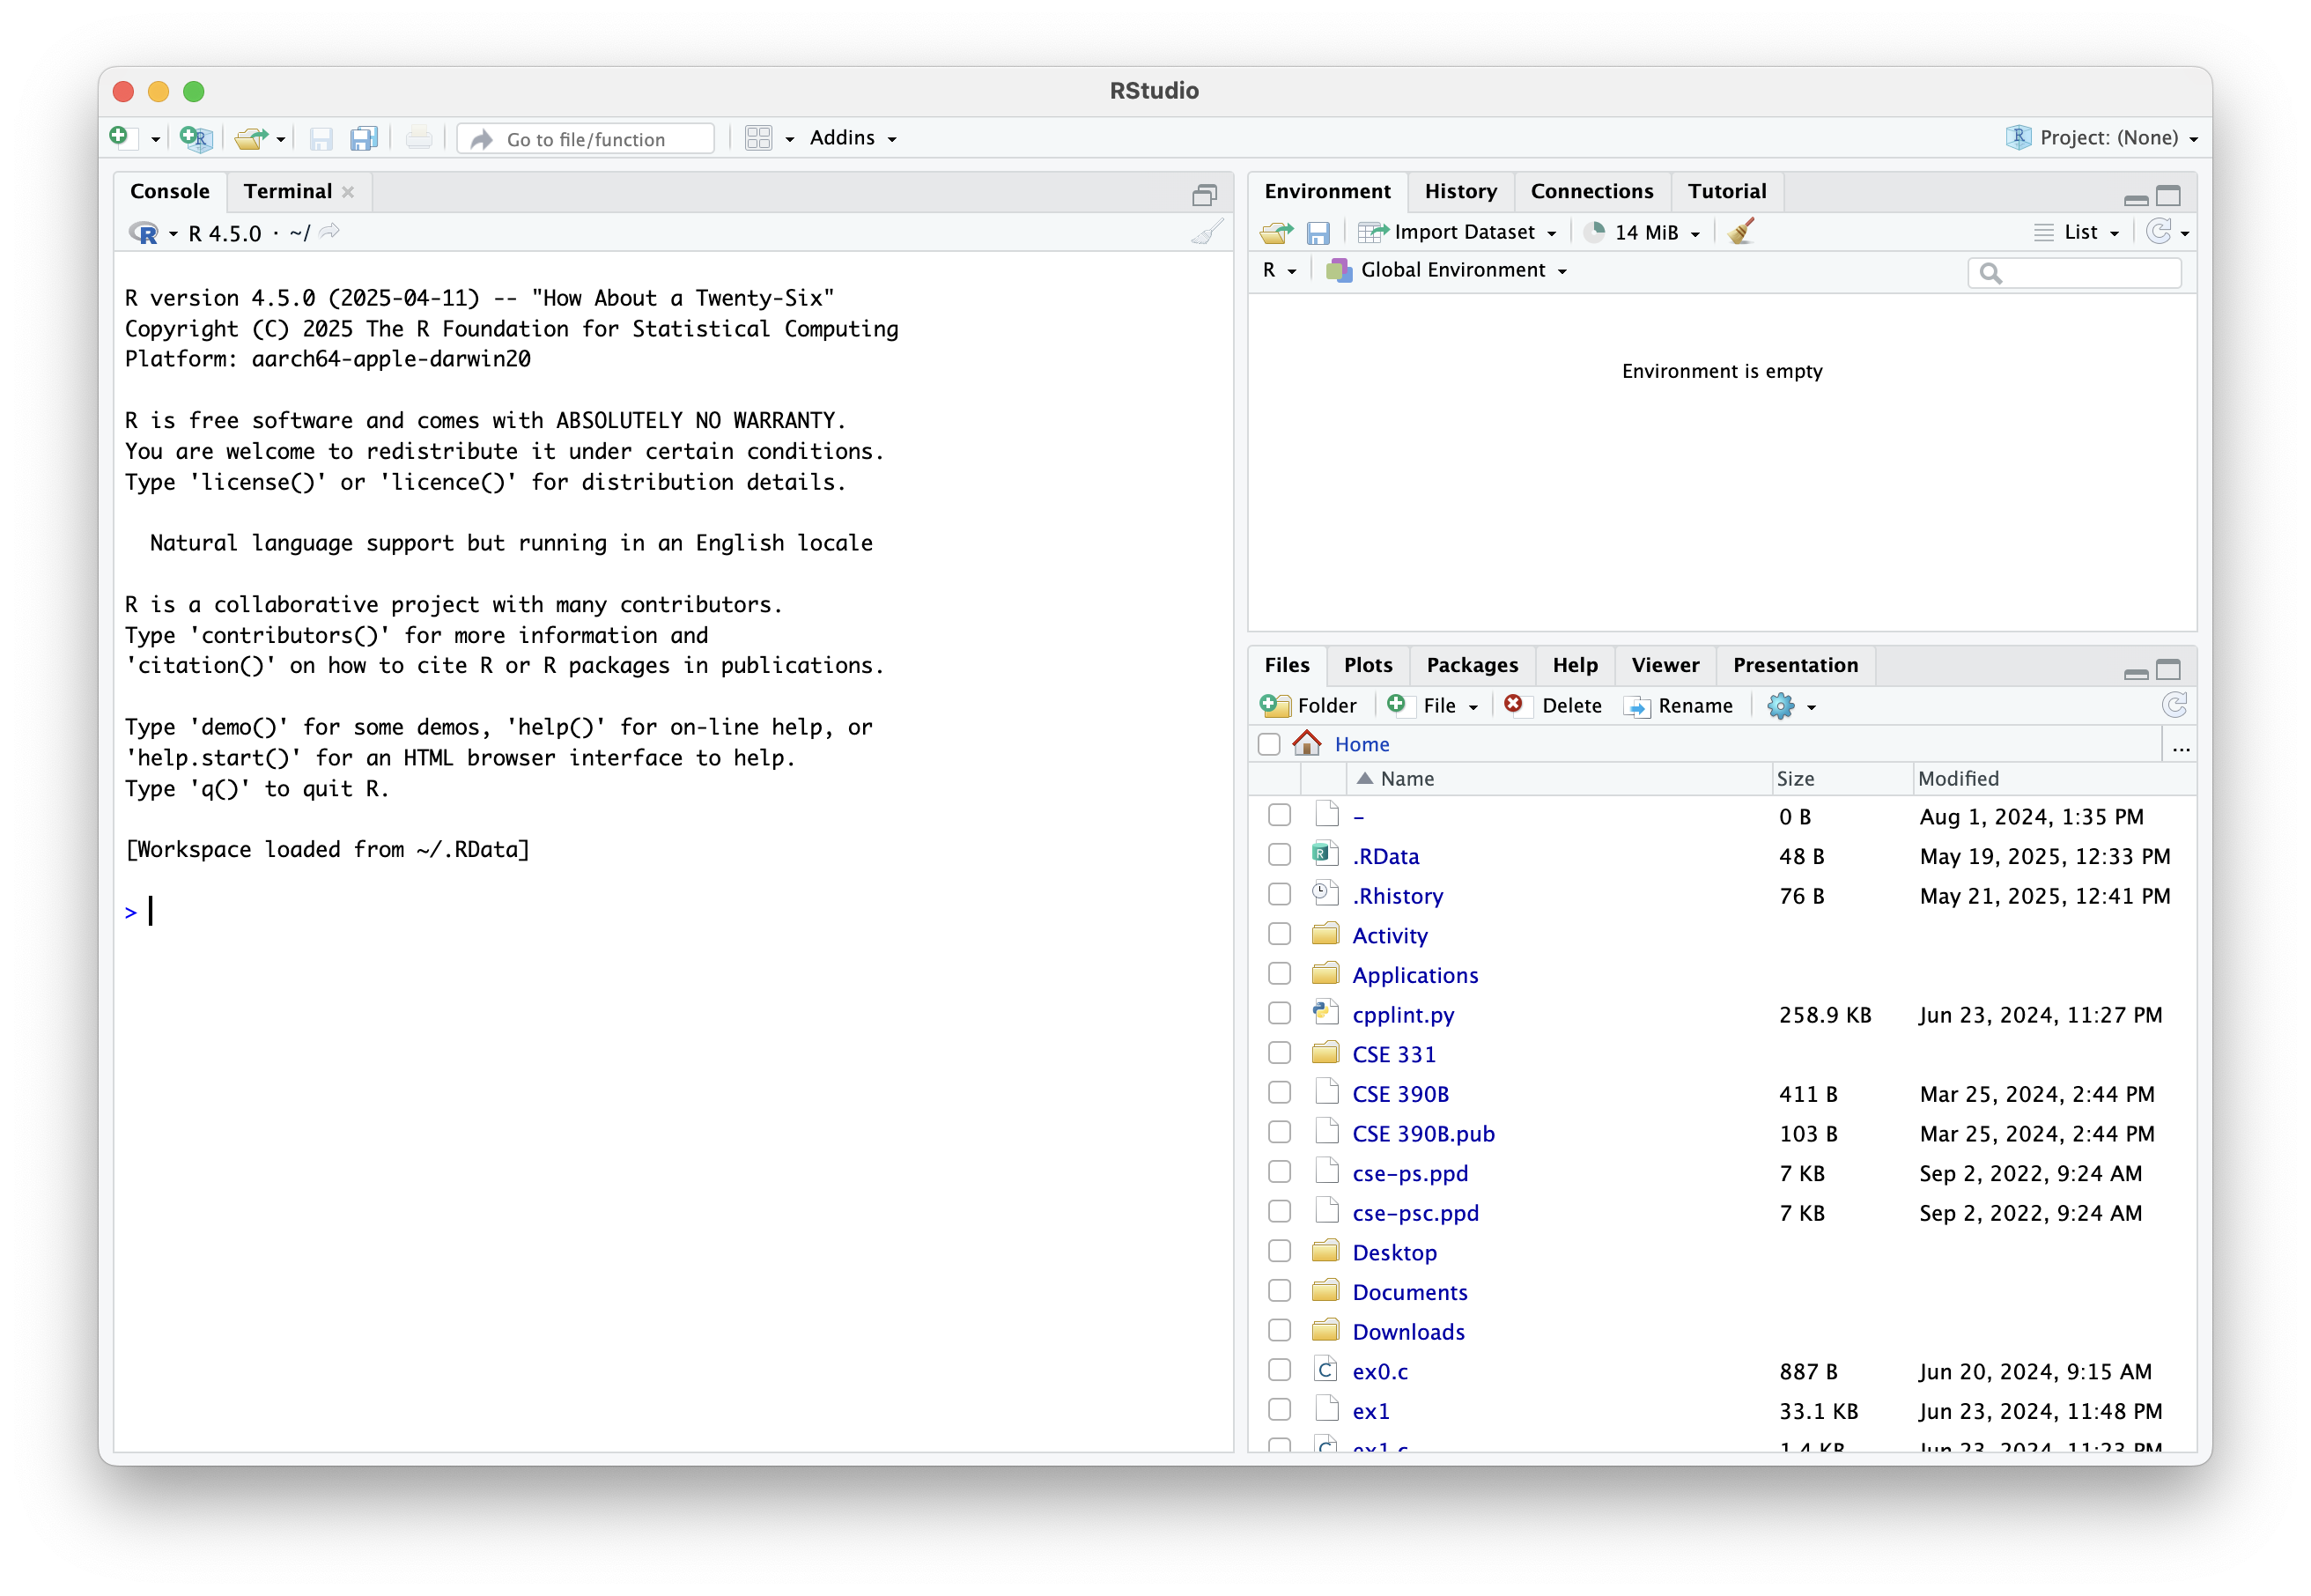 RStudio
Go to file/function
Addins
Project: (None)
Console Terminal
R 4.5.0 · ~/
R version 4.5.0 (2025-04-11) -- "How About a Twenty-Six"
Copyright (C) 2025 The R Foundation for Statistical Computing
Platform: aarch64-apple-darwin20
R is free software and comes with ABSOLUTELY NO WARRANTY.
You are welcome to redistribute it under certain conditions.
Type 'license()' or 'licence()' for distribution details.
Natural language support but running in an English locale
R is a collaborative project with many contributors.
Type 'contributors()' for more information and
'citation()' on how to cite R or R packages in publications.
Type 'demo()' for some demos, 'help()' for on-line help, or
'help.start()' for an HTML browser interface to help.
Type 'q()' to quit R.
[Workspace loaded from ~/.RData]
>
Environment History Connections Tutorial
Import Dataset 14 MiB List
R Global Environment
Environment is empty
Files Plots Packages Help Viewer Presentation
Folder File Delete Rename
Home ...
Name Size Modified
- 0 B Aug 1, 2024, 1:35 PM
.RData 48 B May 19, 2025, 12:33 PM
.Rhistory 76 B May 21, 2025, 12:41 PM
Activity
Applications
cpplint.py 258.9 KB Jun 23, 2024, 11:27 PM
CSE 331
CSE 390B 411 B Mar 25, 2024, 2:44 PM
CSE 390B.pub 103 B Mar 25, 2024, 2:44 PM
cse-ps.ppd 7 KB Sep 2, 2022, 9:24 AM
cse-psc.ppd 7 KB Sep 2, 2022, 9:24 AM
Desktop
Documents
Downloads
ex0.c 887 B Jun 20, 2024, 9:15 AM
ex1 33.1 KB Jun 23, 2024, 11:48 PM
ex1.c 1.4 KB Jun 23, 2024, 11:23 PM